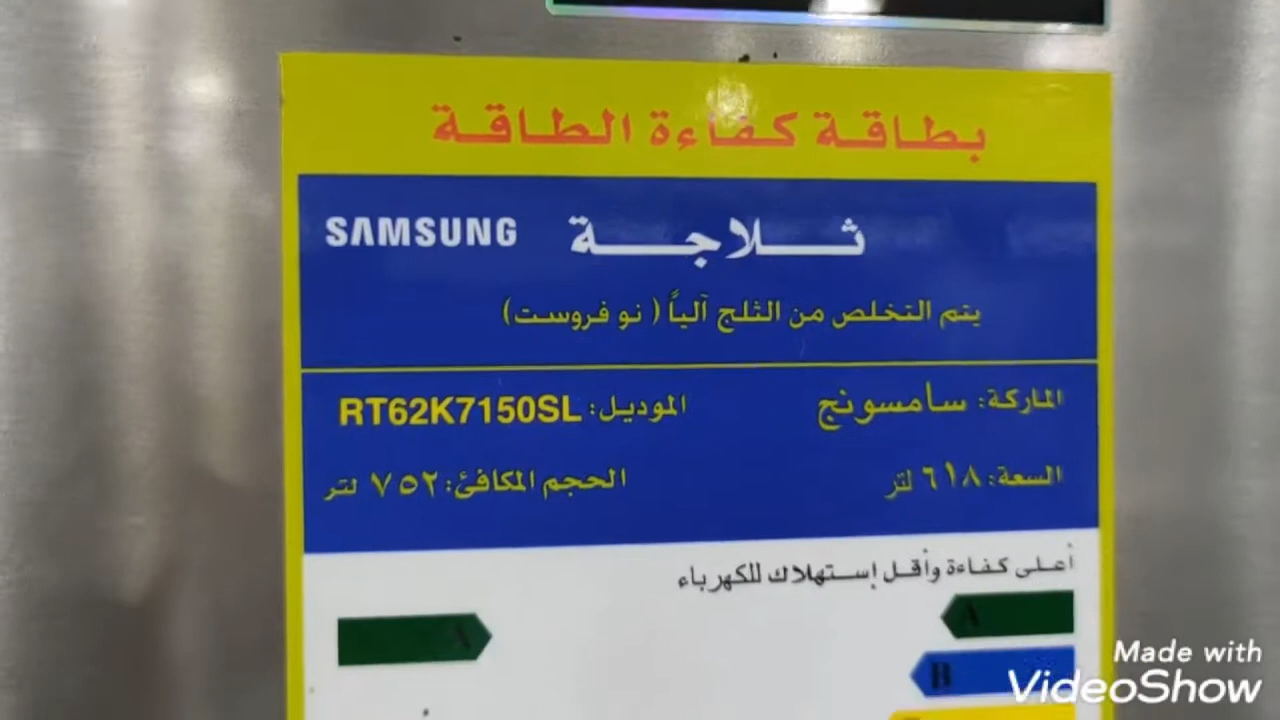 بطاقة كفاءة الطاقة
ثلاجة SAMSUNG
يتم التخلص من الثلج آلياً (نو فروست)
الماركة: سامسونج الموديل: RT62K7150SL
السعة: ٦١٨ لتر الحجم المكافئ: ٧٥٢ لتر
أعلى كفاءة وأقل إستهلاك للكهرباء
A A
B
Made with
VideoShow